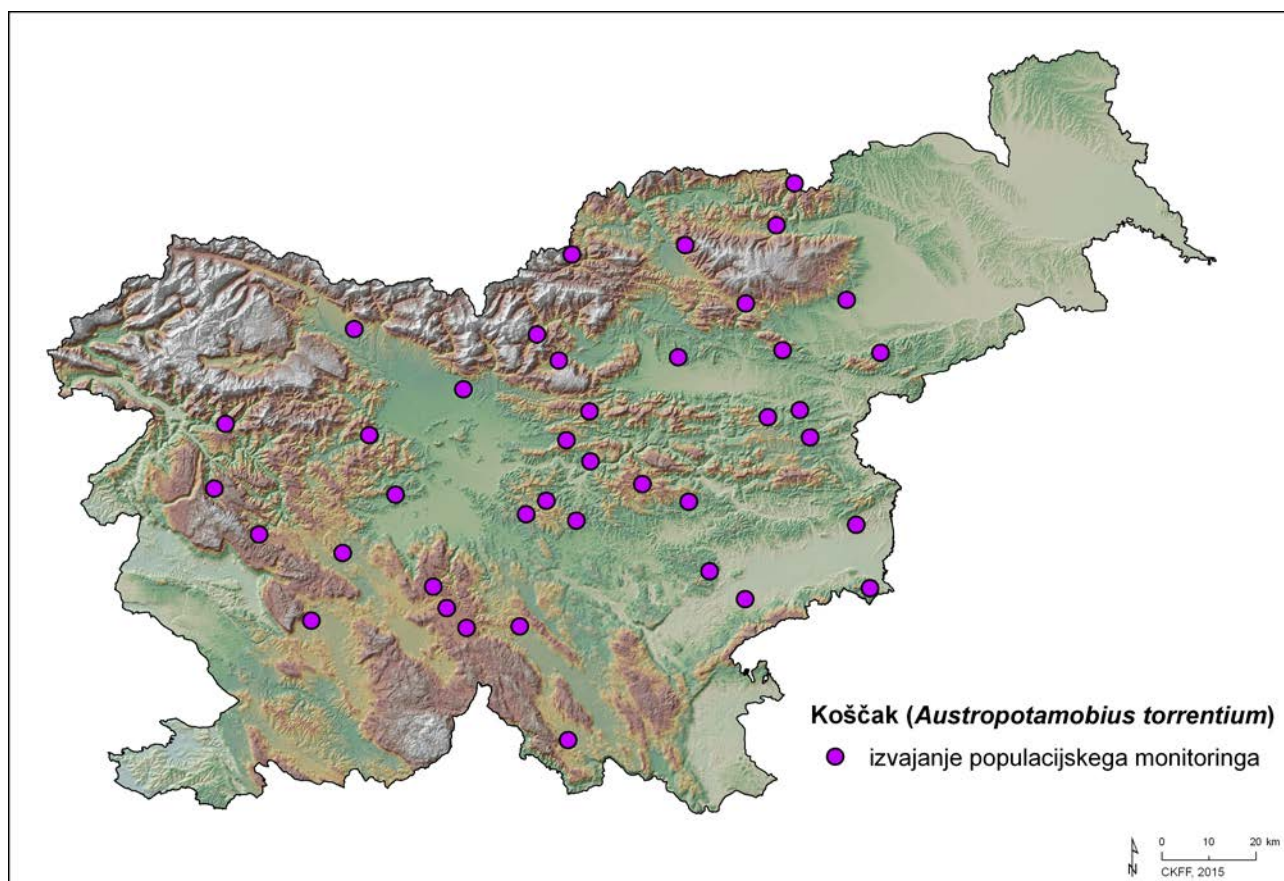 Koščak (Austropotamobius torrentium)
izvajanje populacijskega monitoringa
0 10 20 km
N
CKFF, 2015